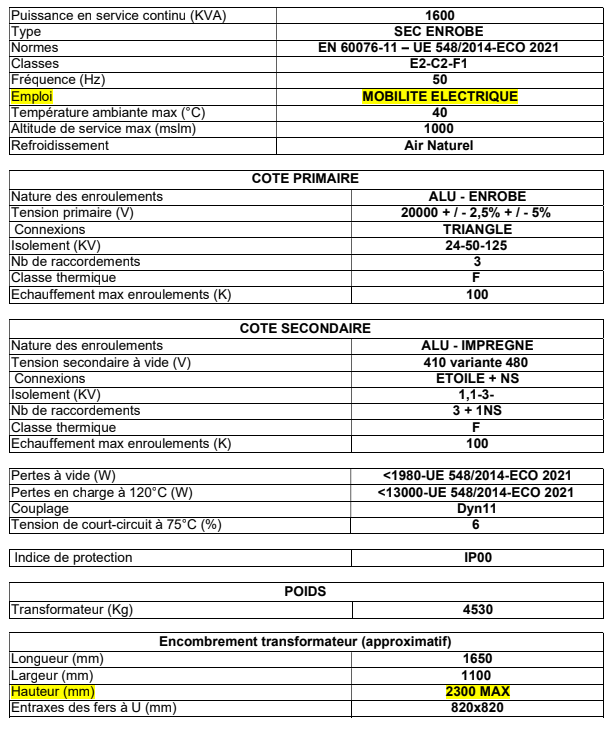 Puissance en service continu (KVA) 1600
Type SEC ENROBE
Normes EN 60076-11 – UE 548/2014-ECO 2021
Classes E2-C2-F1
Fréquence (Hz) 50
Emploi MOBILITE ELECTRIQUE
Température ambiante max (°C) 40
Altitude de service max (mslm) 1000
Refroidissement Air Naturel
COTE PRIMAIRE
Nature des enroulements ALU - ENROBE
Tension primaire (V) 20000 + / - 2,5% + / - 5%
Connexions TRIANGLE
Isolement (KV) 24-50-125
Nb de raccordements 3
Classe thermique F
Echauffement max enroulements (K) 100
COTE SECONDAIRE
Nature des enroulements ALU - IMPREGNE
Tension secondaire à vide (V) 410 variante 480
Connexions ETOILE + NS
Isolement (KV) 1,1-3-
Nb de raccordements 3 + 1NS
Classe thermique F
Echauffement max enroulements (K) 100
Pertes à vide (W) <1980-UE 548/2014-ECO 2021
Pertes en charge à 120°C (W) <13000-UE 548/2014-ECO 2021
Couplage Dyn11
Tension de court-circuit à 75°C (%) 6
Indice de protection IP00
POIDS
Transformateur (Kg) 4530
Encombrement transformateur (approximatif)
Longueur (mm) 1650
Largeur (mm) 1100
Hauteur (mm) 2300 MAX
Entraxes des fers à U (mm) 820x820